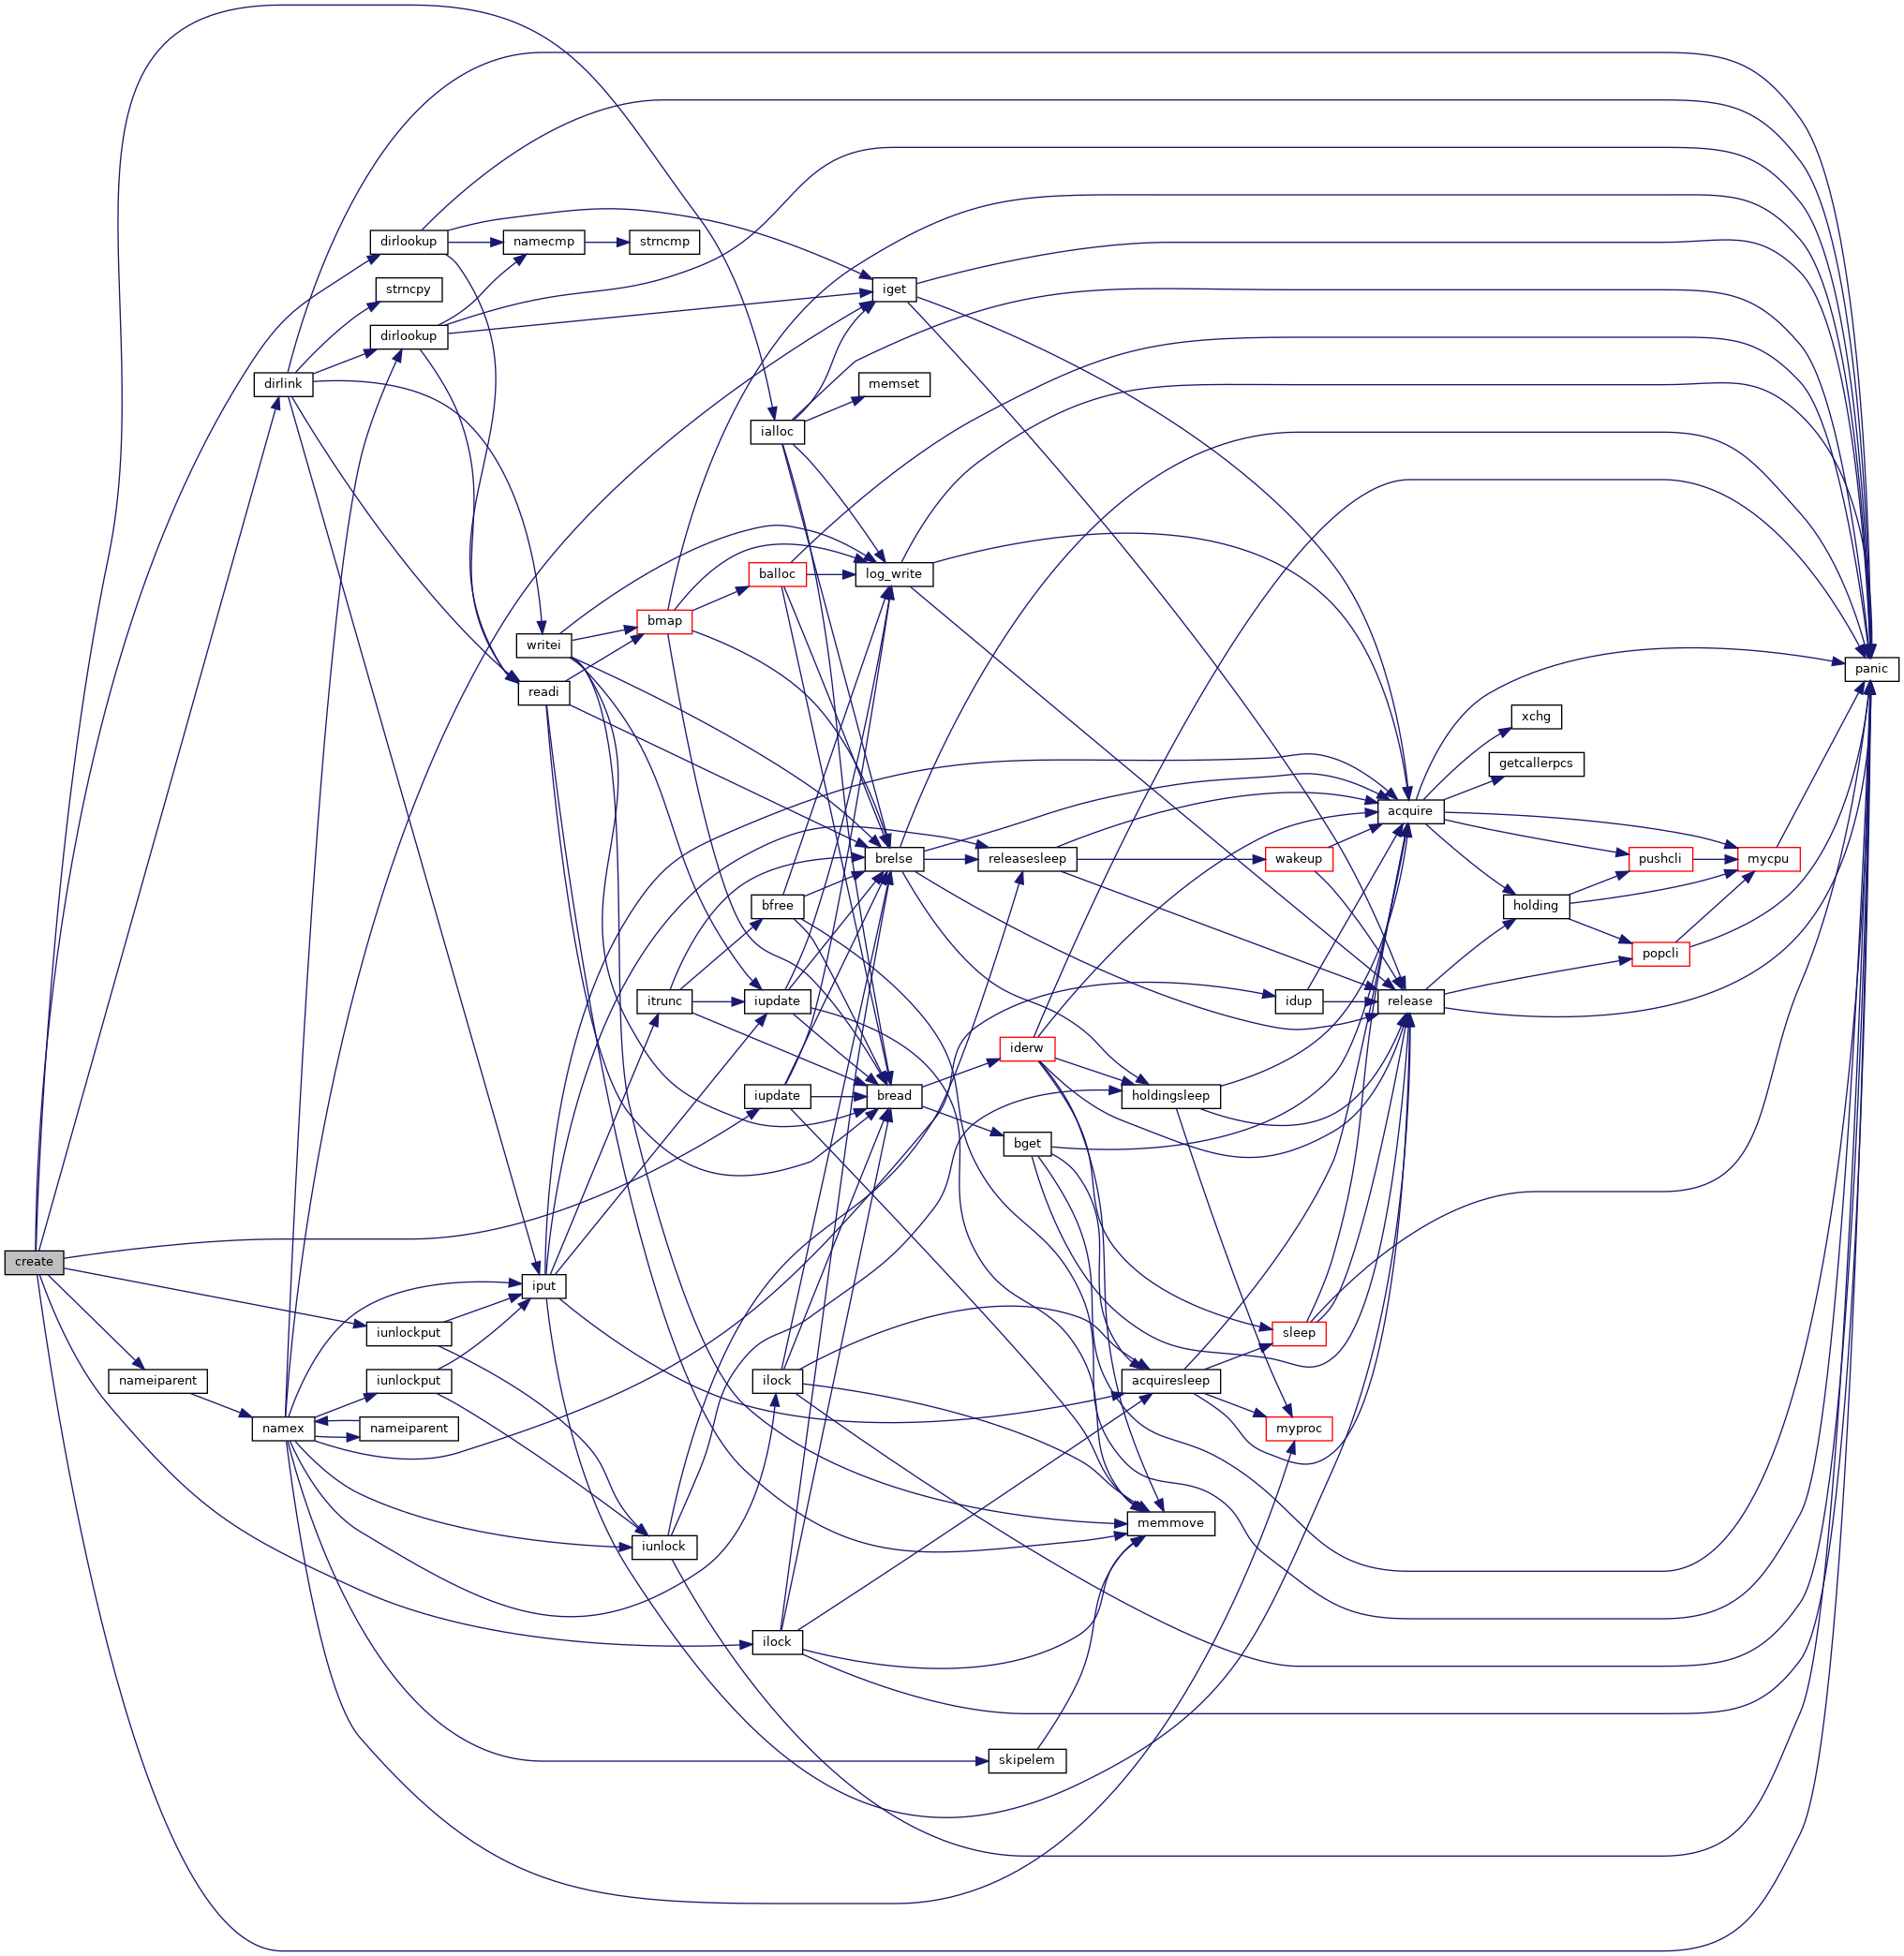 dirlookup
namecmp
strncmp
strncpy
iget
dirlookup
dirlink
memset
ialloc
balloc
log_write
bmap
writei
panic
readi
xchg
getcallerpcs
acquire
brelse
releasesleep
wakeup
pushcli
mycpu
bfree
holding
popcli
itrunc
iupdate
idup
release
iderw
iupdate
bread
holdingsleep
bget
create
iput
iunlockput
sleep
nameiparent
iunlockput
ilock
acquiresleep
namex
nameiparent
myproc
memmove
iunlock
ilock
skipelem